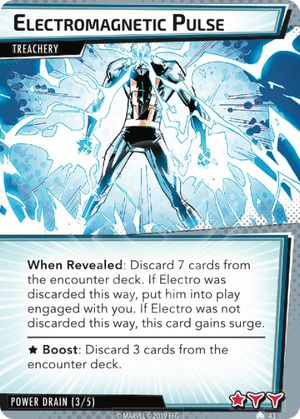 ELECTROMAGNETIC PULSE
TREACHERY
When Revealed: Discard 7 cards from
the encounter deck. If Electro was
discarded this way, put him into play
engaged with you. If Electro was not
discarded this way, this card gains surge.
★ Boost: Discard 3 cards from the
encounter deck.
POWER DRAIN (3/5)
© MARVEL © 2019 FFG
43